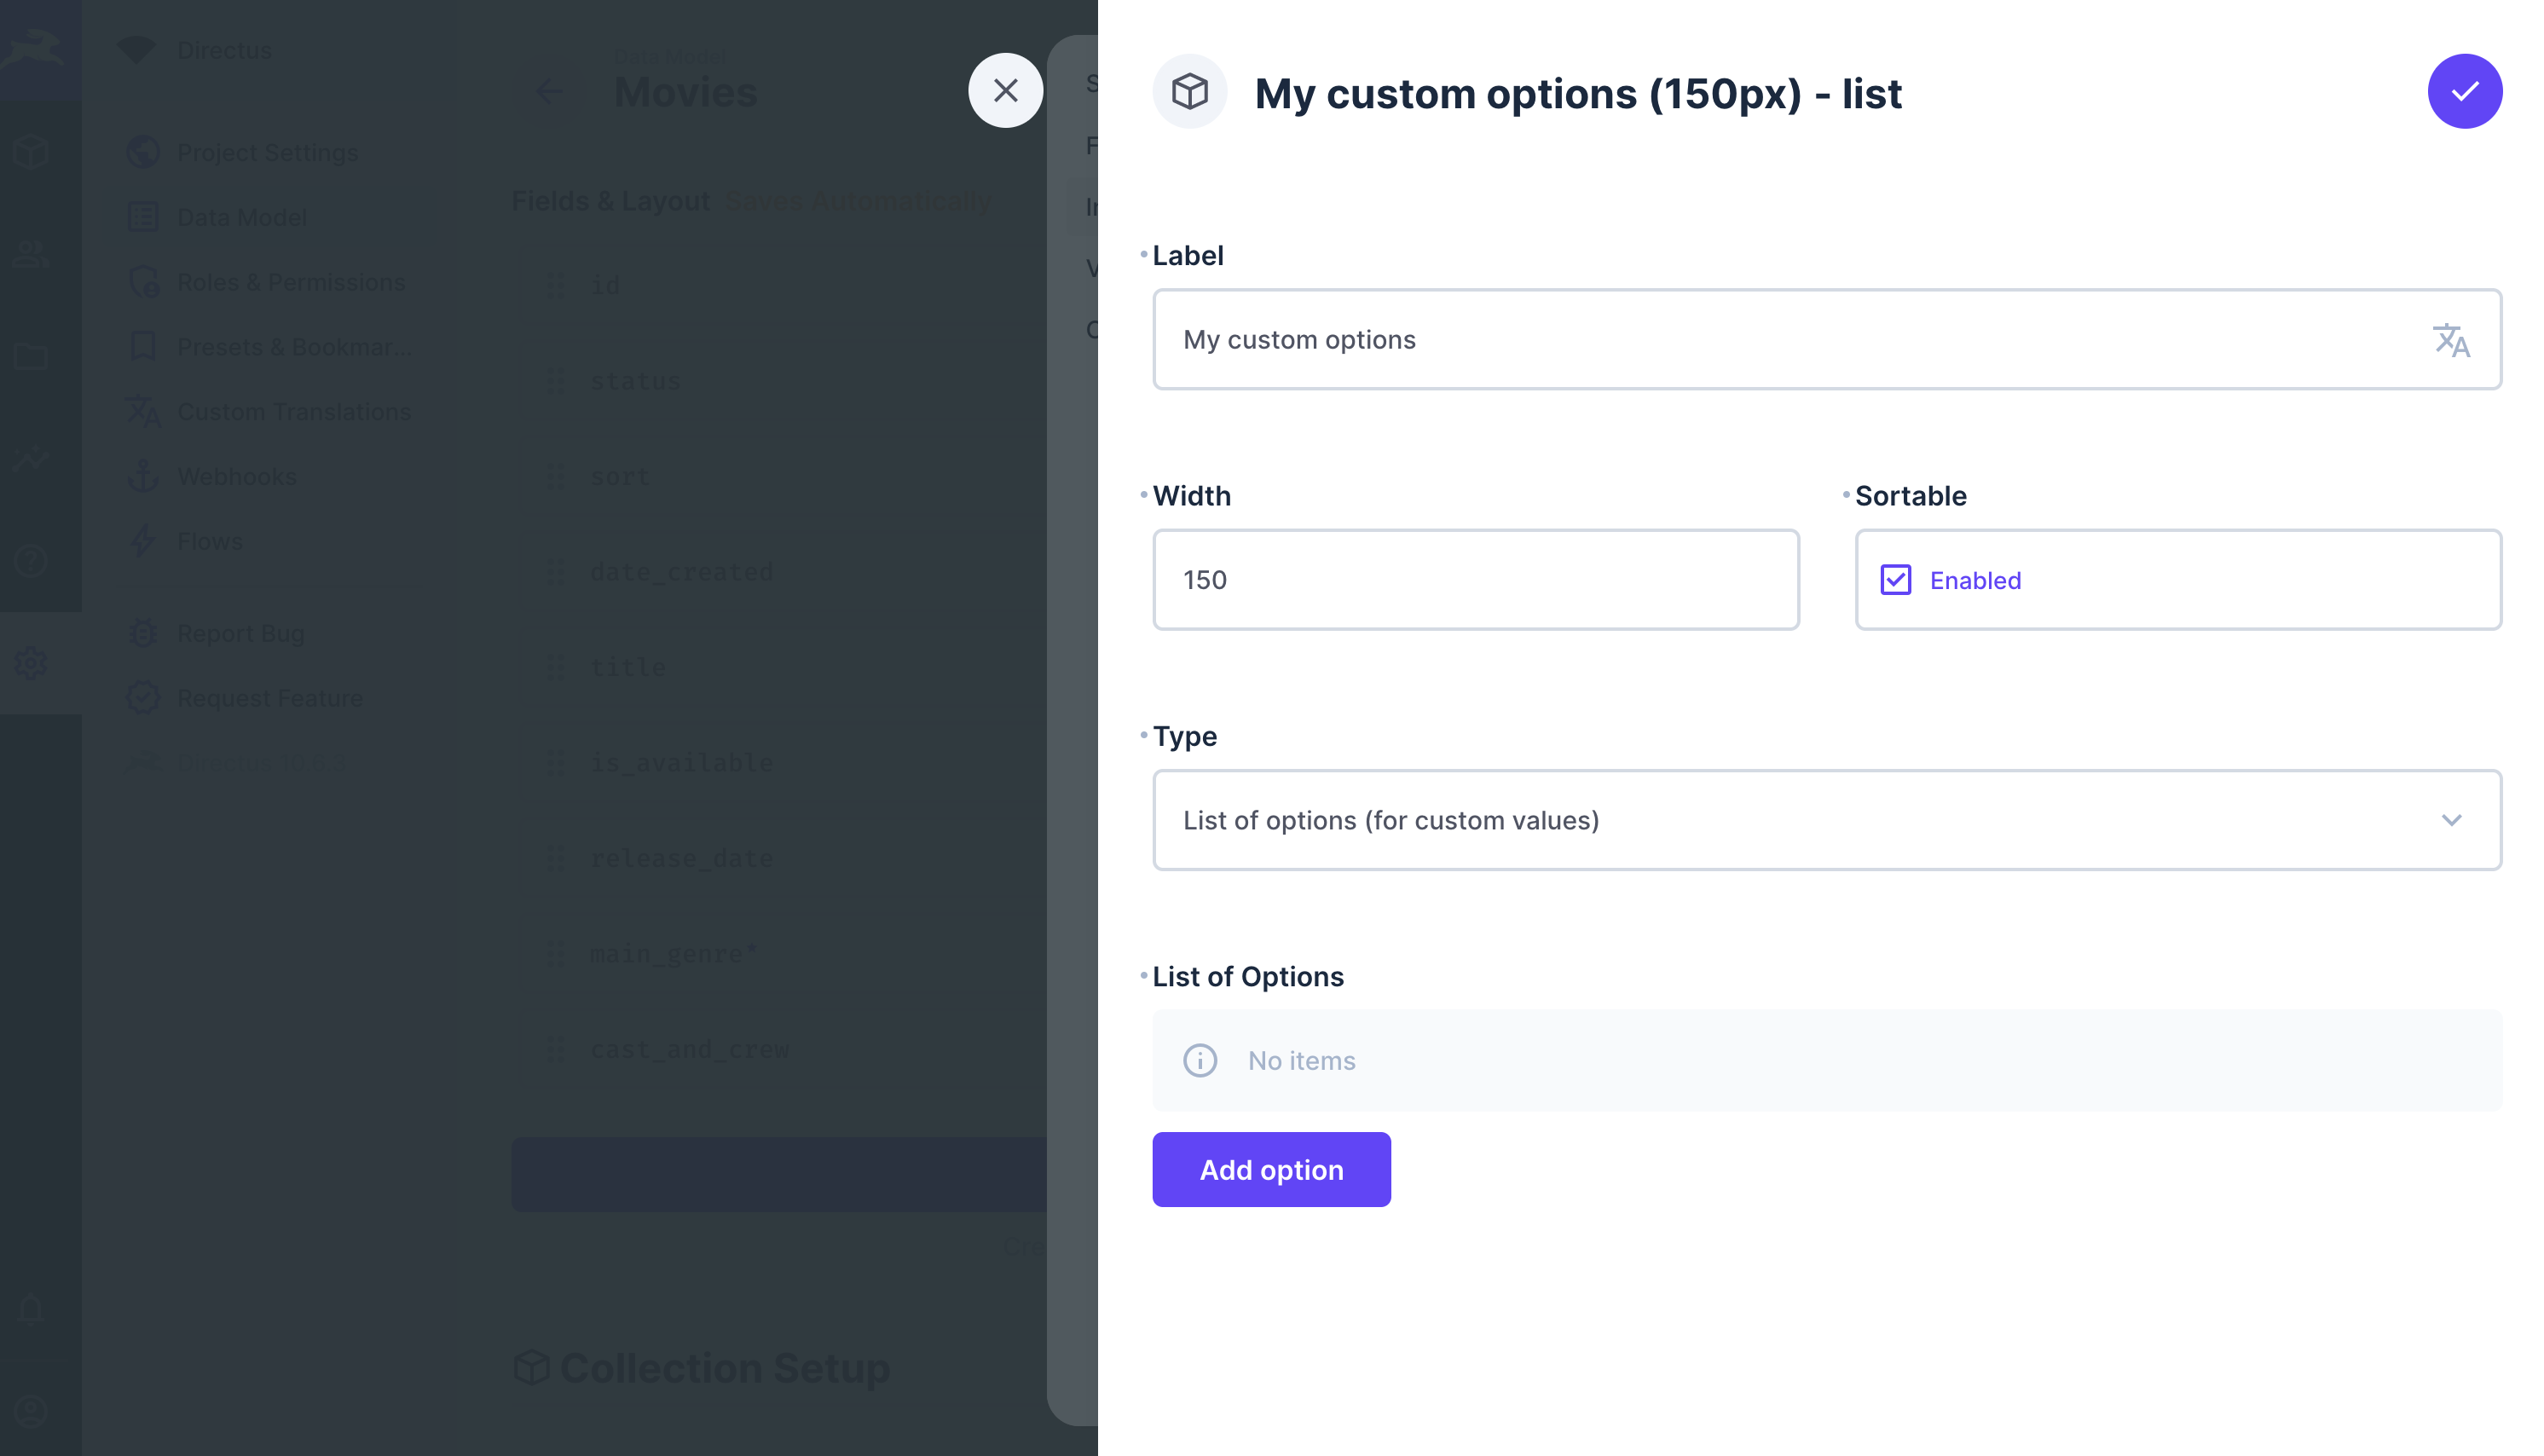 Directus
Project Settings
Data Model
Roles & Permissions
Presets & Bookmar...
Custom Translations
Webhooks
Flows
Report Bug
Request Feature
Data Model
Movies
Fields & Layout Saves Automatically
id
status
sort
date_created
title
is_available
release_date
main_genre*
cast_and_crew
Collection Setup
My custom options (150px) - list
Label
My custom options
Width
150
Sortable
Enabled
Type
List of options (for custom values)
List of Options
No items
Add option